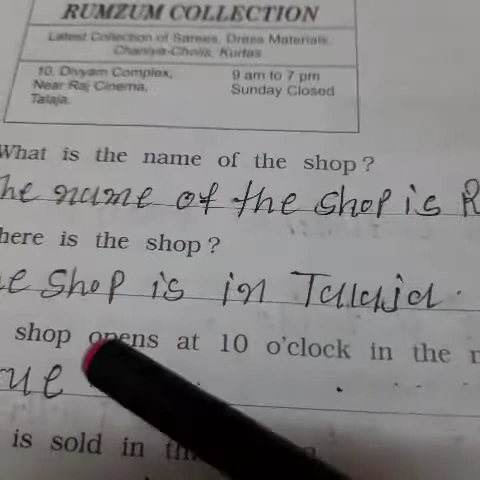 RUMZUM COLLECTION
Latest Collection of Sarees, Dress Materials,
Chaniya-Cholis, Kurtas
10, Divyam Complex, 9 am to 7 pm
Near Raj Cinema, Sunday Closed
Talaja.
What is the name of the shop?
he name of the shop is R
here is the shop?
e shop is in Talaja.
shop opens at 10 o'clock in the
ue
is sold in